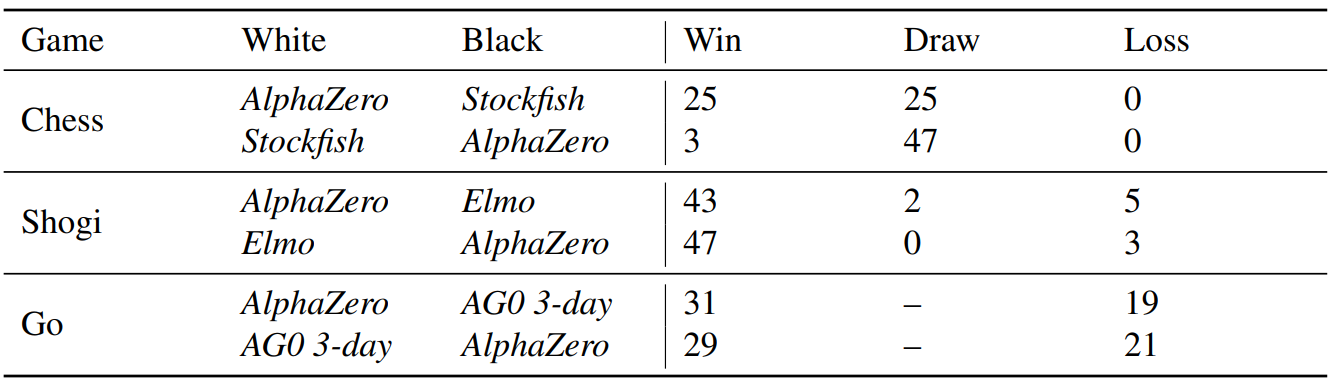 Game White Black Win Draw Loss
Chess AlphaZero Stockfish 25 25 0
Stockfish AlphaZero 3 47 0
Shogi AlphaZero Elmo 43 2 5
Elmo AlphaZero 47 0 3
Go AlphaZero AG0 3-day 31 – 19
AG0 3-day AlphaZero 29 – 21